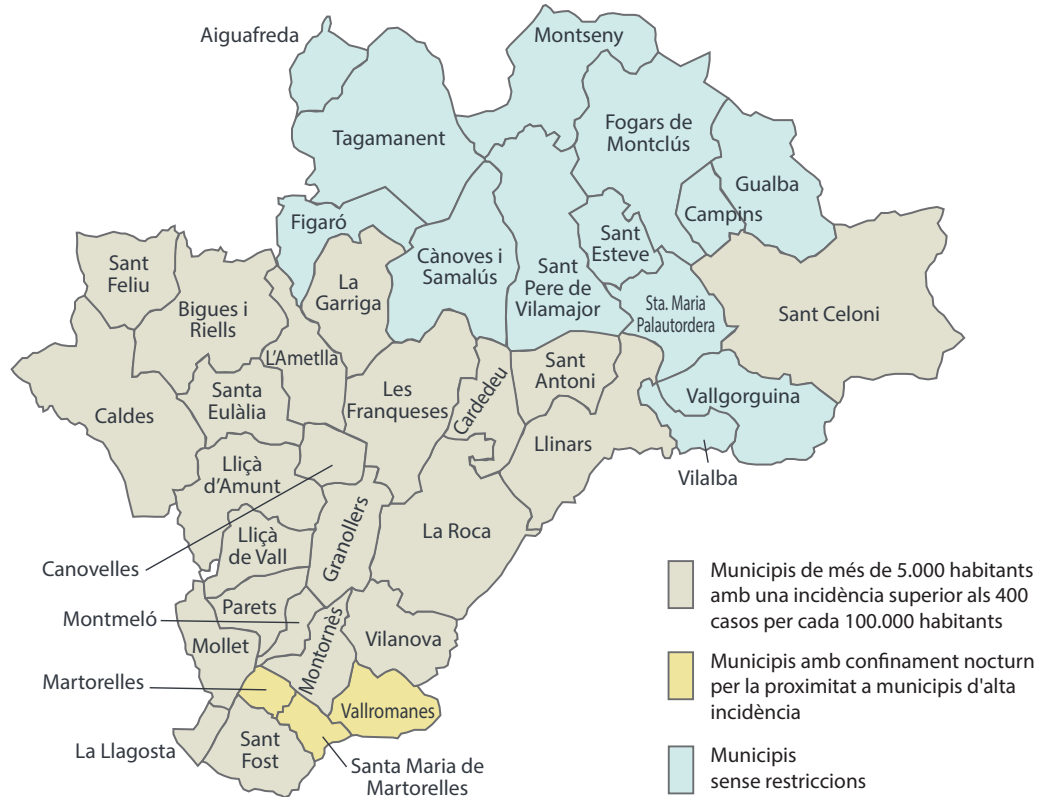 Aiguafreda
Montseny
Tagamanent
Fogars de
Montclús
Gualba
Campins
Figaró
Sant
Esteve
Cànoves i
Samalús
Sant
Pere de
Vilamajor
Sant
Feliu
La
Garriga
Bigues i
Riells
Sta. Maria
Palautordera
Sant Celoni
L'Ametlla
Sant
Antoni
Santa
Eulàlia
Les
Franqueses
Cardedeu
Vallgorguina
Caldes
Llinars
Lliçà
d'Amunt
Vilalba
Granollers
La Roca
Lliçà
de Vall
Canovelles
Parets
Montmeló
Montornès
Vilanova
Mollet
Martorelles
Vallromanes
La Llagosta
Sant
Fost
Santa Maria de
Martorelles
Municipis de més de 5.000 habitants
amb una incidència superior als 400
casos per cada 100.000 habitants
Municipis amb confinament nocturn
per la proximitat a municipis d'alta
incidència
Municipis
sense restriccions